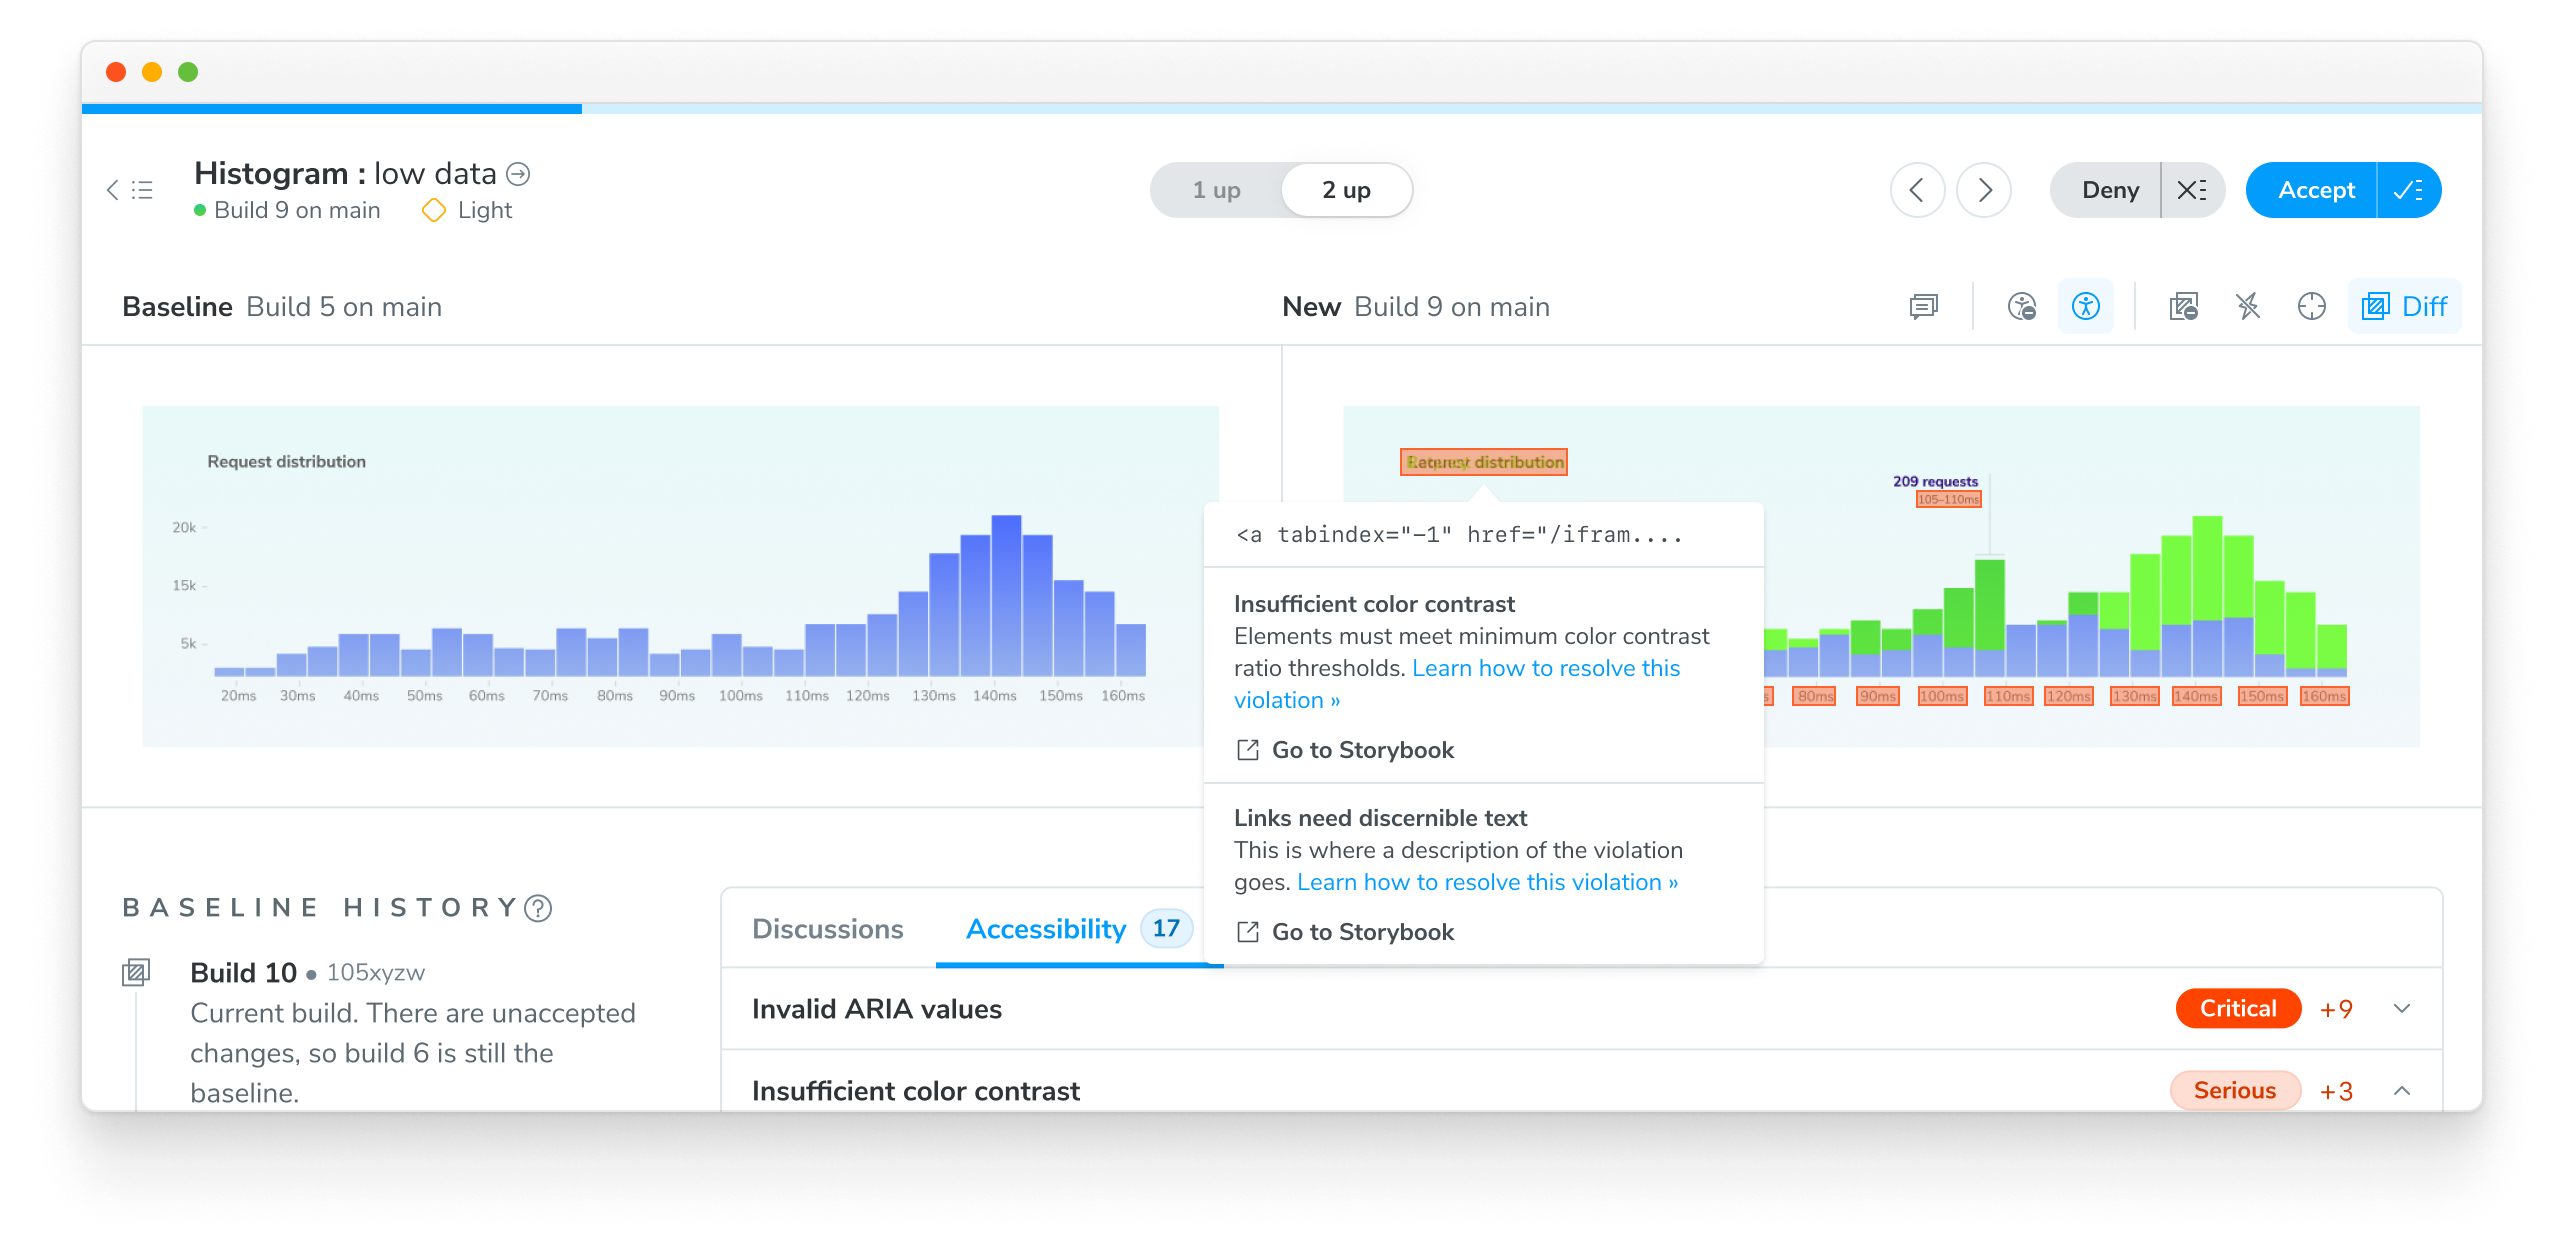 Histogram : low data
Build 9 on main
Light
1 up
2 up
Deny
Accept
Baseline Build 5 on main
New Build 9 on main
Diff
Request distribution
20k
15k
5k
20ms 30ms 40ms 50ms 60ms 70ms 80ms 90ms 100ms 110ms 120ms 130ms 140ms 150ms 160ms
distribution
209 requests
105–110ms
80ms 90ms 100ms 110ms 120ms 130ms 140ms 150ms 160ms
<a tabindex="-1" href="/ifram....
Insufficient color contrast
Elements must meet minimum color contrast
ratio thresholds. Learn how to resolve this
violation »
Go to Storybook
Links need discernible text
This is where a description of the violation
goes. Learn how to resolve this violation »
Go to Storybook
BASELINE HISTORY
Build 10 • 105xyzw
Current build. There are unaccepted
changes, so build 6 is still the
baseline.
Discussions
Accessibility 17
Invalid ARIA values
Critical +9
Insufficient color contrast
Serious +3